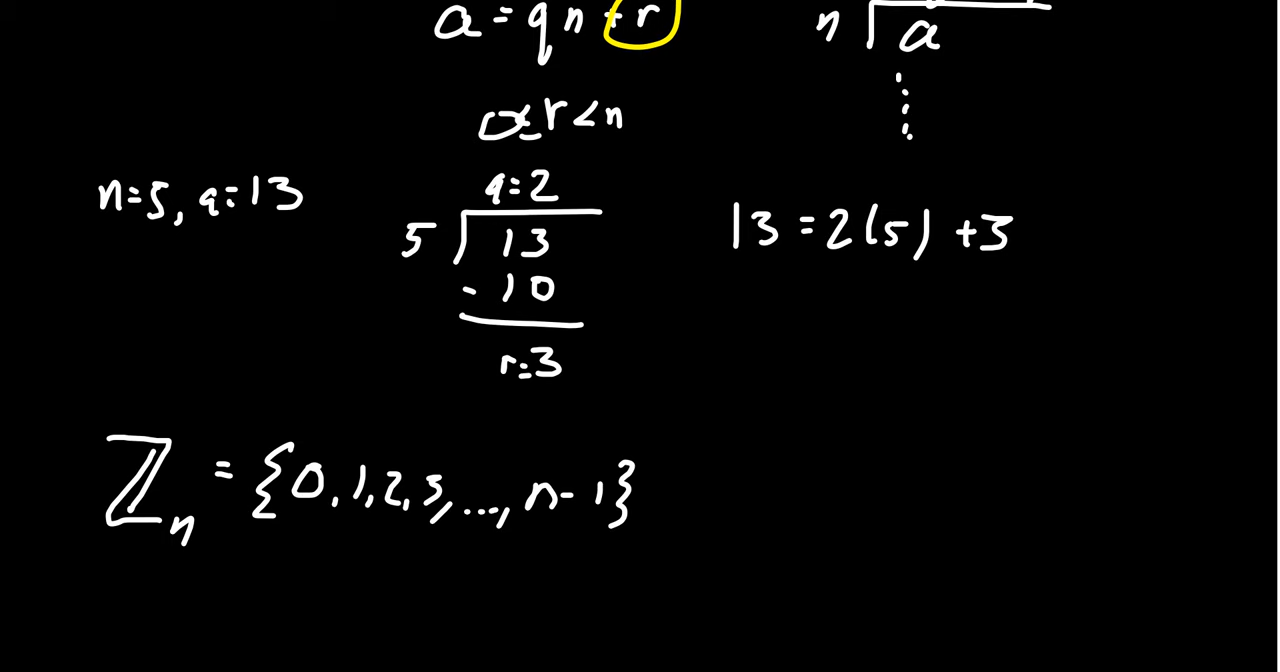 a = qn + r
n a
0 ≤ r < n
n=5, a=13
q=2
5 13
- 10
r=3
13 = 2(5) + 3
ℤn = {0, 1, 2, 3, ..., n-1}